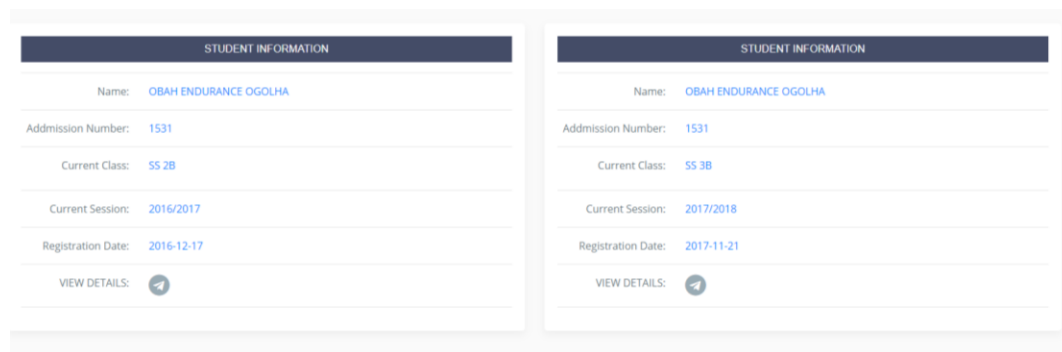 STUDENT INFORMATION
Name: OBAH ENDURANCE OGOLHA
Addmission Number: 1531
Current Class: SS 2B
Current Session: 2016/2017
Registration Date: 2016-12-17
VIEW DETAILS:
STUDENT INFORMATION
Name: OBAH ENDURANCE OGOLHA
Addmission Number: 1531
Current Class: SS 3B
Current Session: 2017/2018
Registration Date: 2017-11-21
VIEW DETAILS: